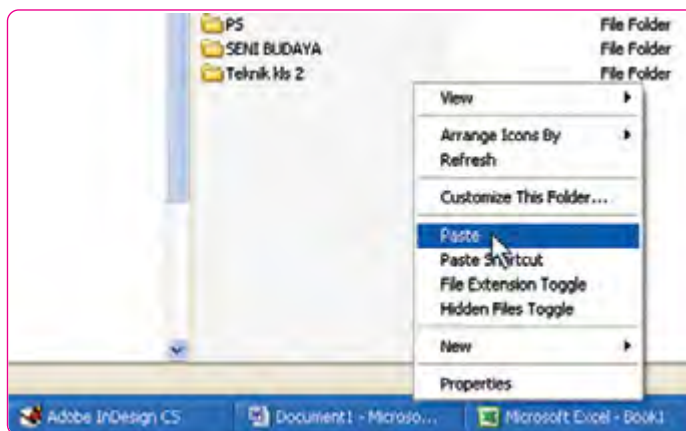 PS File Folder
SENI BUDAYA File Folder
Teknik kls 2 File Folder
View
Arrange Icons By
Refresh
Customize This Folder...
Paste
Paste Shortcut
File Extension Toggle
Hidden Files Toggle
New
Properties
Adobe InDesign CS Document1 - Microso... Microsoft Excel - Book1